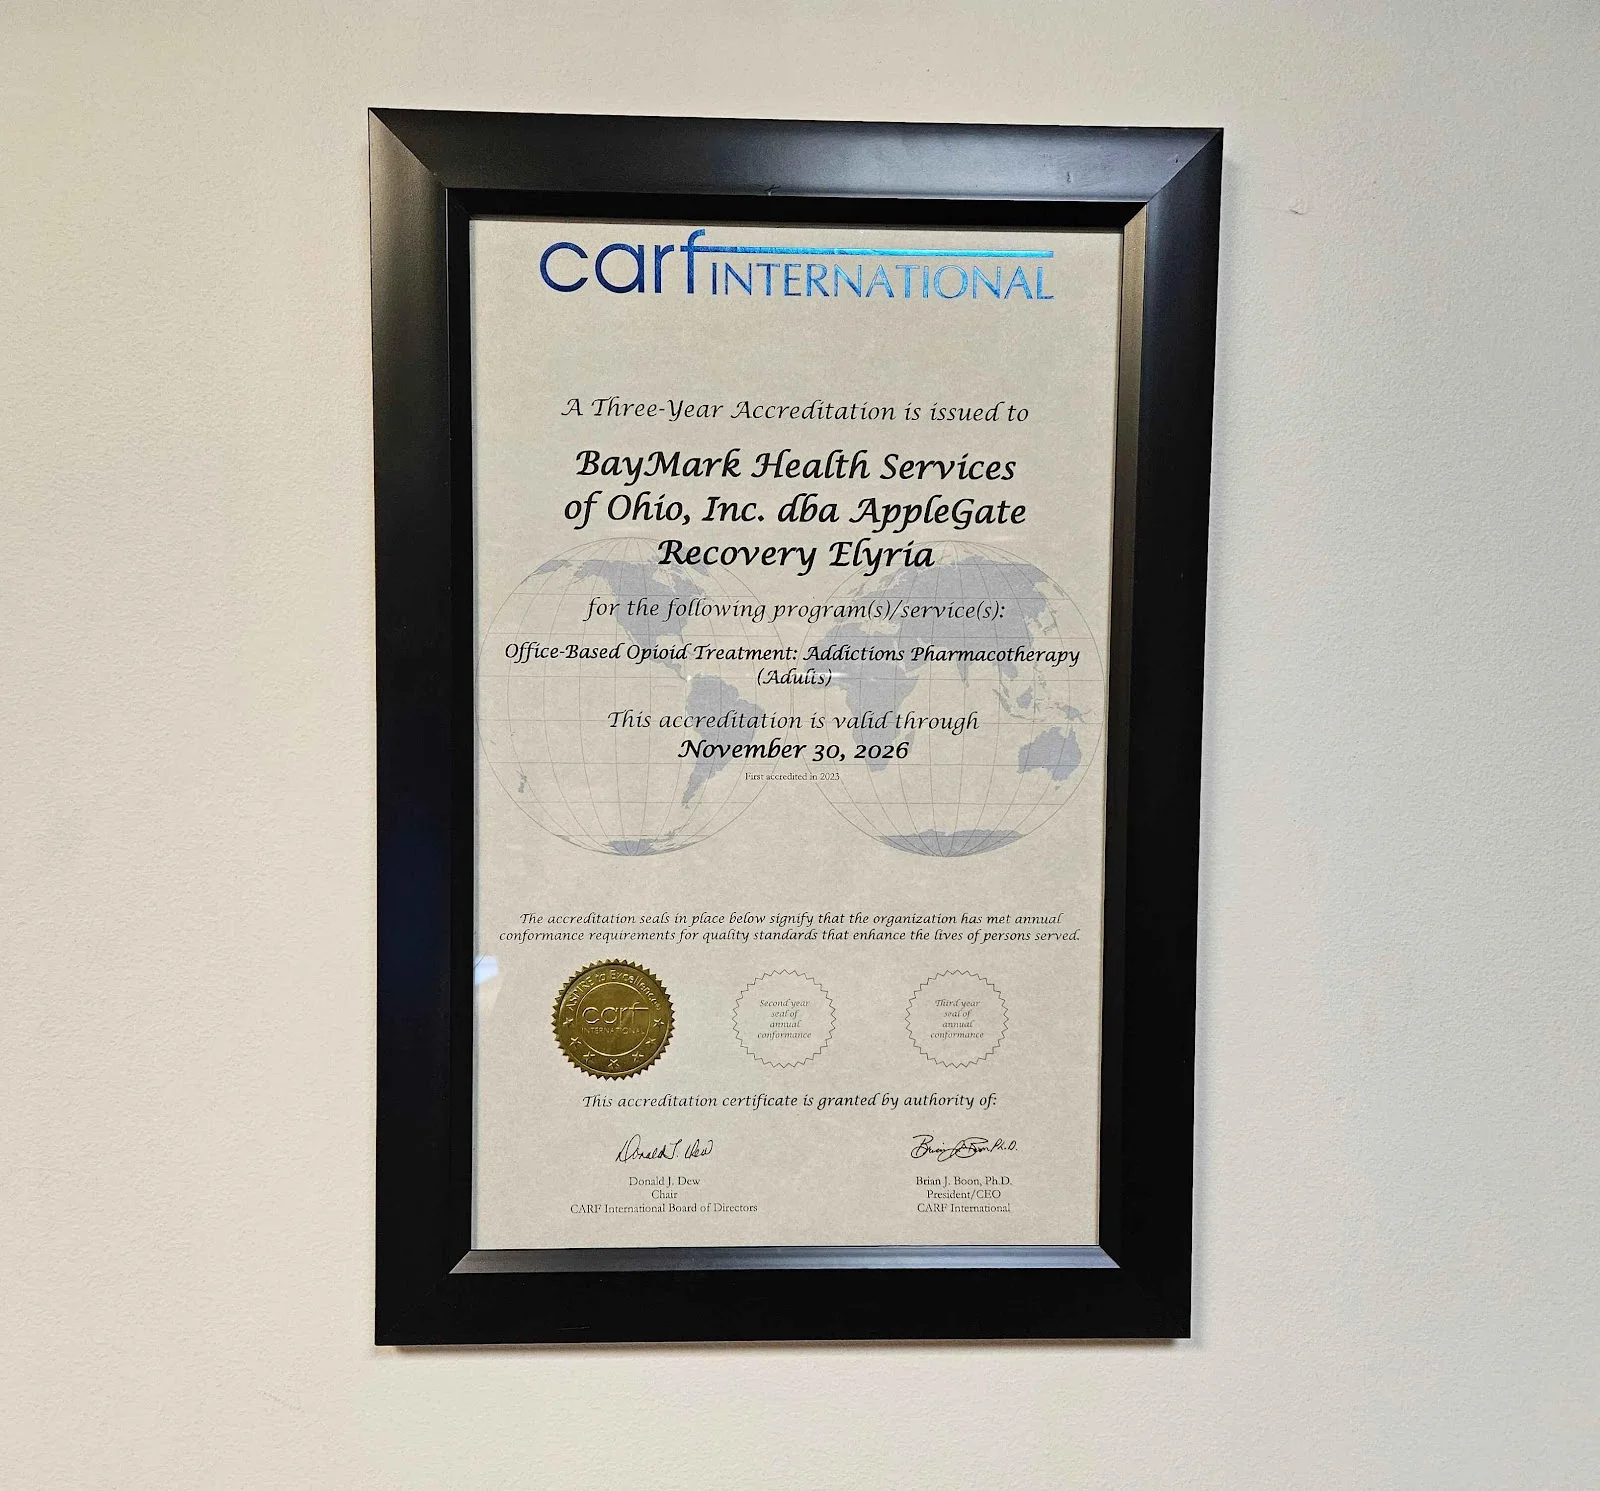 carf INTERNATIONAL
A Three-Year Accreditation is issued to
BayMark Health Services
of Ohio, Inc. dba AppleGate
Recovery Elyria
for the following program(s)/service(s):
Office-Based Opioid Treatment: Addictions Pharmacotherapy
(Adults)
This accreditation is valid through
November 30, 2026
First accredited in 2023
The accreditation seals in place below signify that the organization has met annual
conformance requirements for quality standards that enhance the lives of persons served.
ASPIRE to Excellence
carf
INTERNATIONAL
Second year
seal of
annual
conformance
Third year
seal of
annual
conformance
This accreditation certificate is granted by authority of:
Donald J. Dew
Chair
CARF International Board of Directors
Brian J. Boon, Ph.D.
President/CEO
CARF International